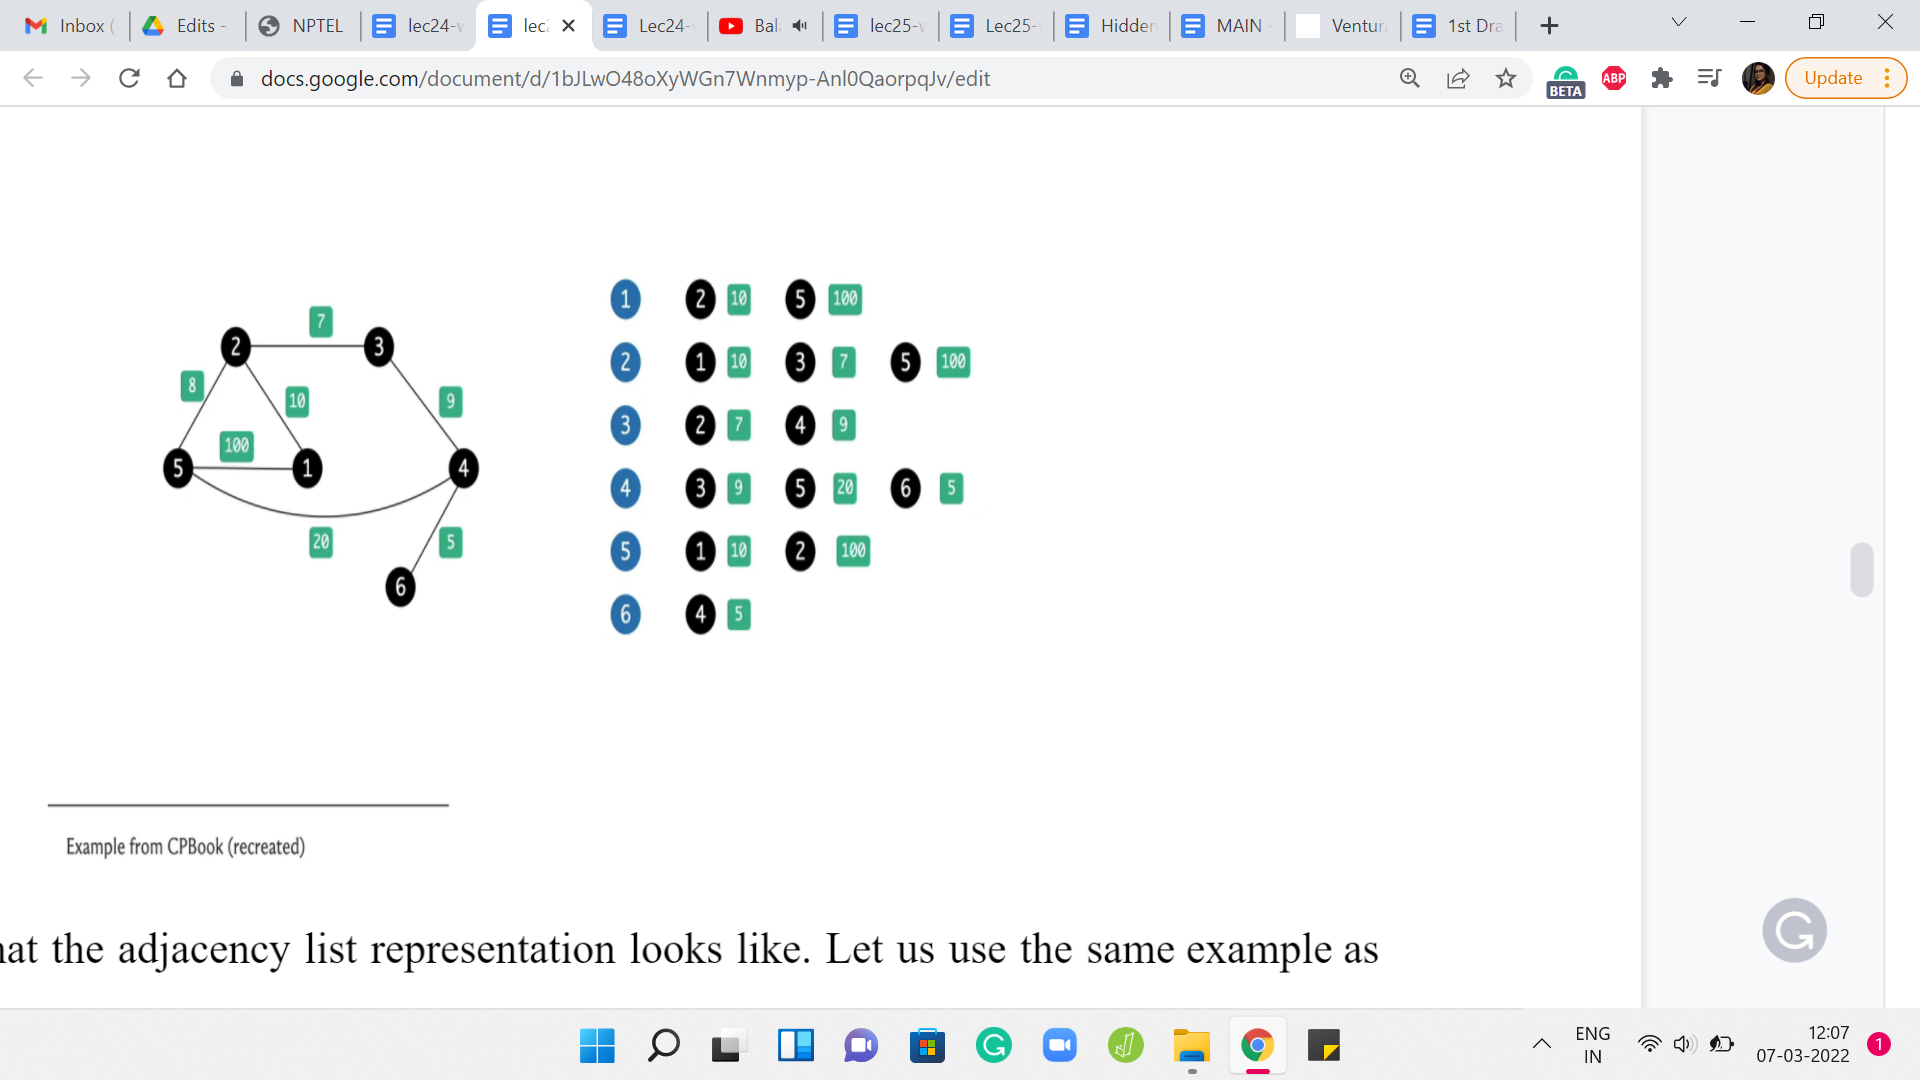 Inbox (
Edits -
NPTEL
lec24-v
lec2
Lec24-
Bal
lec25-v
Lec25-
Hidden
MAIN -
Ventur
1st Dra
docs.google.com/document/d/1bJLwO48oXyWGn7Wnmyp-Anl0QaorpqJv/edit
BETA
ABP
Update
7
2
3
8
10
9
100
5
1
4
20
5
6
1 2 10 5 100
2 1 10 3 7 5 100
3 2 7 4 9
4 3 9 5 20 6 5
5 1 10 2 100
6 4 5
Example from CPBook (recreated)
hat the adjacency list representation looks like. Let us use the same example as
ENG
IN
12:07
07-03-2022
1